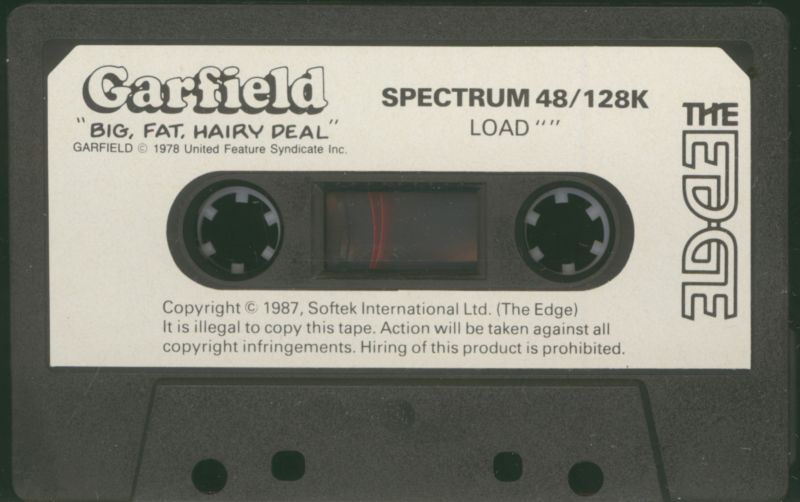 Garfield
"BIG, FAT, HAIRY DEAL"
GARFIELD © 1978 United Feature Syndicate Inc.
SPECTRUM 48/128K
LOAD ""
THE
EDGE
Copyright © 1987, Softek International Ltd. (The Edge)
It is illegal to copy this tape. Action will be taken against all
copyright infringements. Hiring of this product is prohibited.